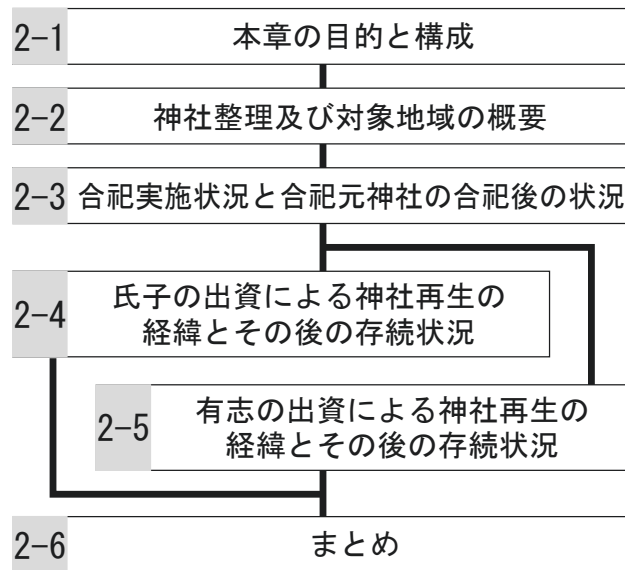 2-1 本章の目的と構成
2-2 神社整理及び対象地域の概要
2-3 合祀実施状況と合祀元神社の合祀後の状況
2-4 氏子の出資による神社再生の
経緯とその後の存続状況
2-5 有志の出資による神社再生の
経緯とその後の存続状況
2-6 まとめ